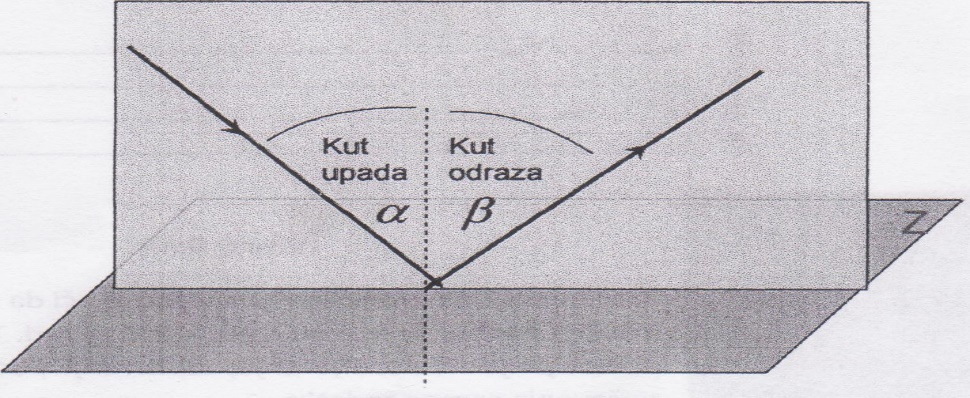 Kut
upada
α
Kut
odraza
β
Z